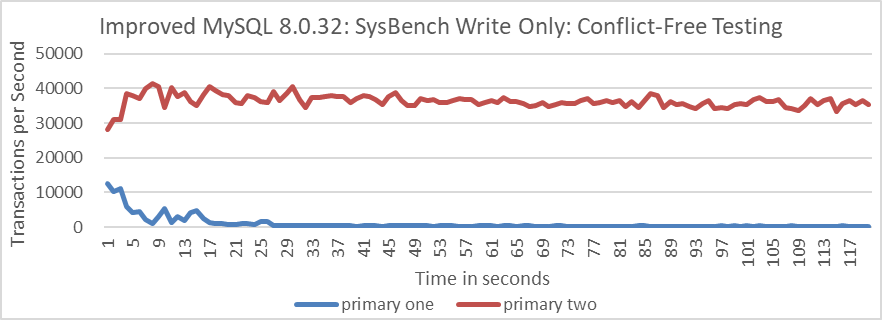 Improved MySQL 8.0.32: SysBench Write Only: Conflict-Free Testing
Transactions per Second
50000
40000
30000
20000
10000
0
1 5 9 13 17 21 25 29 33 37 41 45 49 53 57 61 65 69 73 77 81 85 89 93 97 101 105 109 113 117
Time in seconds
primary one primary two